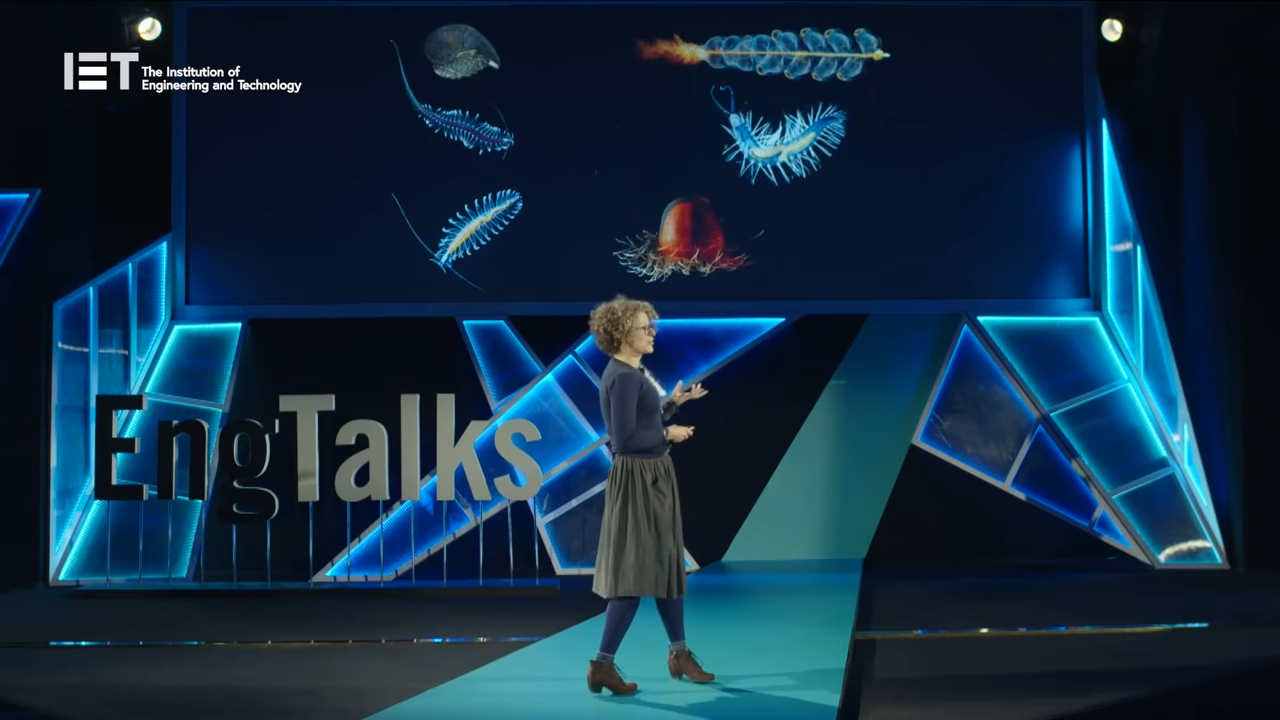 IET The Institution of
Engineering and Technology
EngTalks